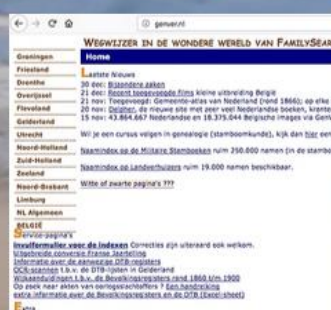 genver.nl
WEGWIJZER IN DE WONDERE WERELD VAN FAMILYSEAR
Groningen
Friesland
Drenthe
Overijssel
Flevoland
Gelderland
Utrecht
Noord-Holland
Zuid-Holland
Zeeland
Noord-Brabant
Limburg
NL Algemeen
BELGIË
Home
Laatste Nieuws
30 dec: Bijzondere zaken
21 dec: Recent toegevoegde films kleine uitbreiding België
21 nov: Toegevoegd: Gemeente-atlas van Nederland (rond 1866); op elke
20 nov: Delpher, de nieuwe site met zeer veel Nederlandse boeken, krante
15 nov: 43.864.667 Nederlandse en 18.375.044 Belgische images via GenV
Wil je een cursus volgen in genealogie (stamboomkunde), kijk dan hier een
Naamindex op de Militaire Stamboeken ruim 250.000 namen (in de stambo
Naamindex op Landverhuizers ruim 19.000 namen beschikbaar.
Witte of zwarte pagina's ???
Service-pagina's
Invulformulier voor de indexen Correcties zijn uiteraard ook welkom.
Uitgebreide conversie Franse Jaartelling
Informatie over de aanwezige DTB-registers
OCR-scannen t.b.v. de DTB-lijsten in Gelderland
Wijkaanduidingen t.b.v. de Bevolkingsregisters rand 1860 t/m 1900
Op zoek naar akten van oorlogsslachtoffers ? Een handreiking
extra informatie over de Bevolkingsregisters en de DTB (Excel-sheet)
Extra